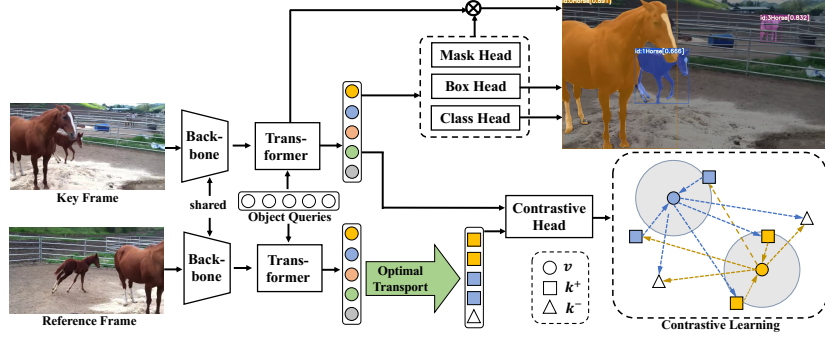 id:3Horse[0.832]
id:1Horse[0.666]
Mask Head
Box Head
Class Head
Back-
bone
Trans-
former
Key Frame
shared
Object Queries
Contrastive
Head
Back-
bone
Trans-
former
Optimal
Transport
v
k+
k−
Reference Frame
Contrastive Learning